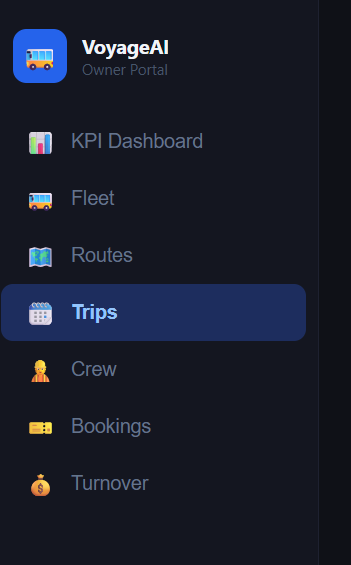 VoyageAI
Owner Portal
KPI Dashboard
Fleet
Routes
Trips
Crew
Bookings
Turnover